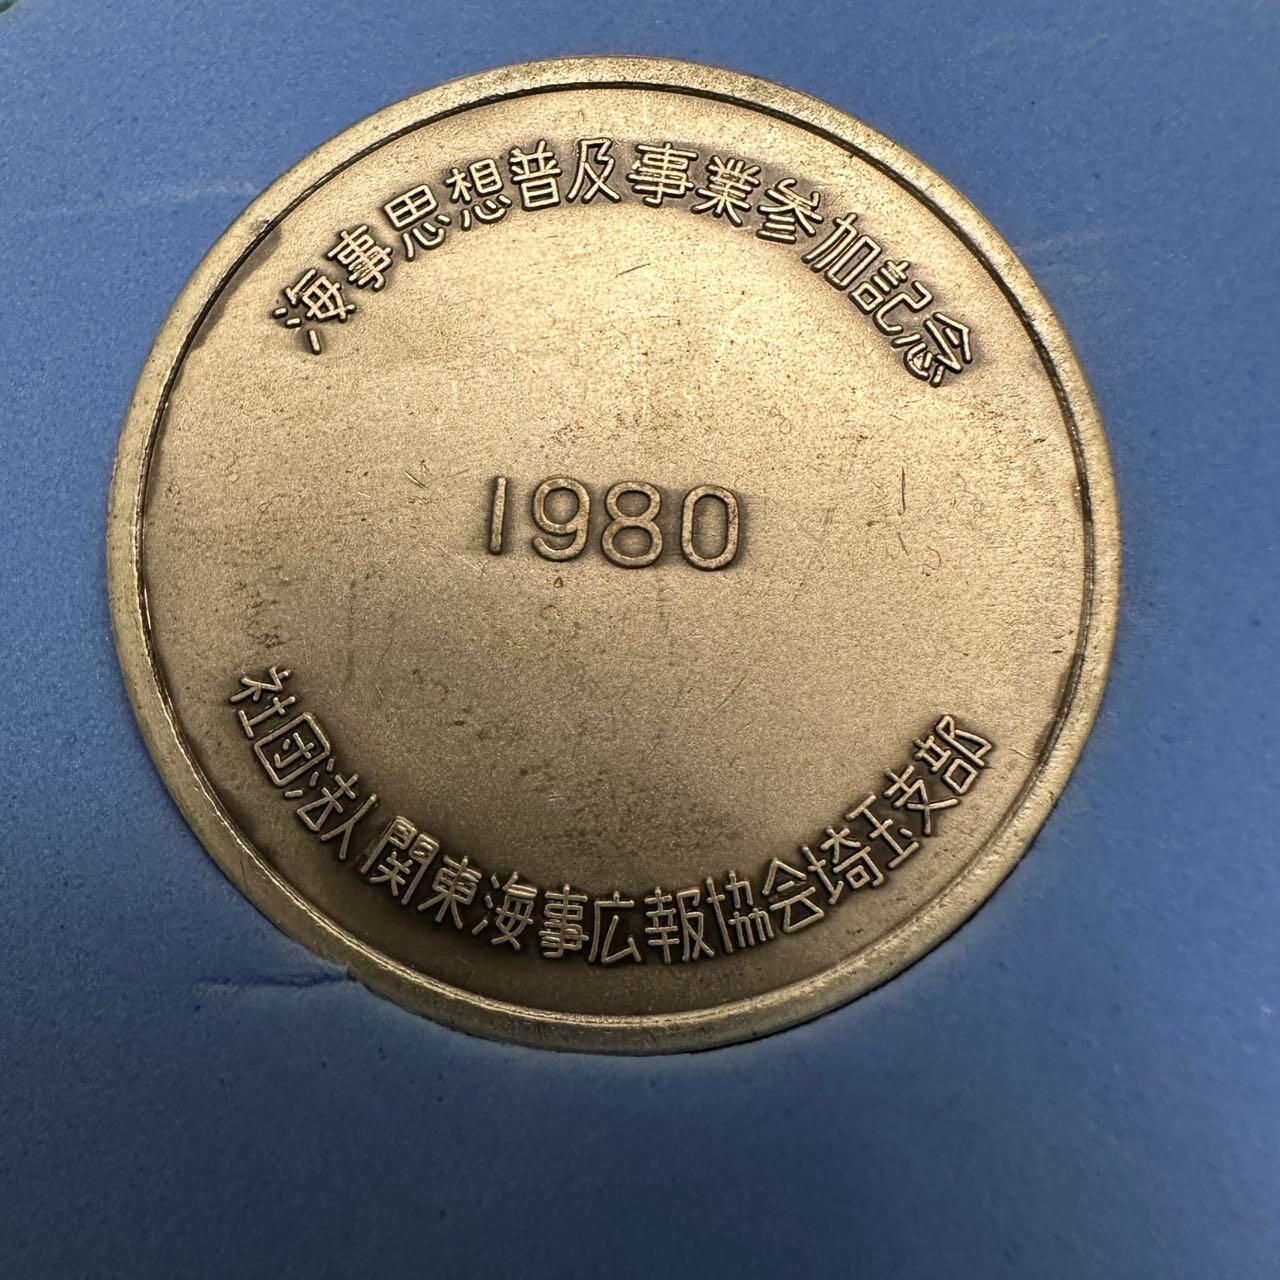 海事思想普及事業参加記念
1980
社団法人関東海事広報協会埼玉支部